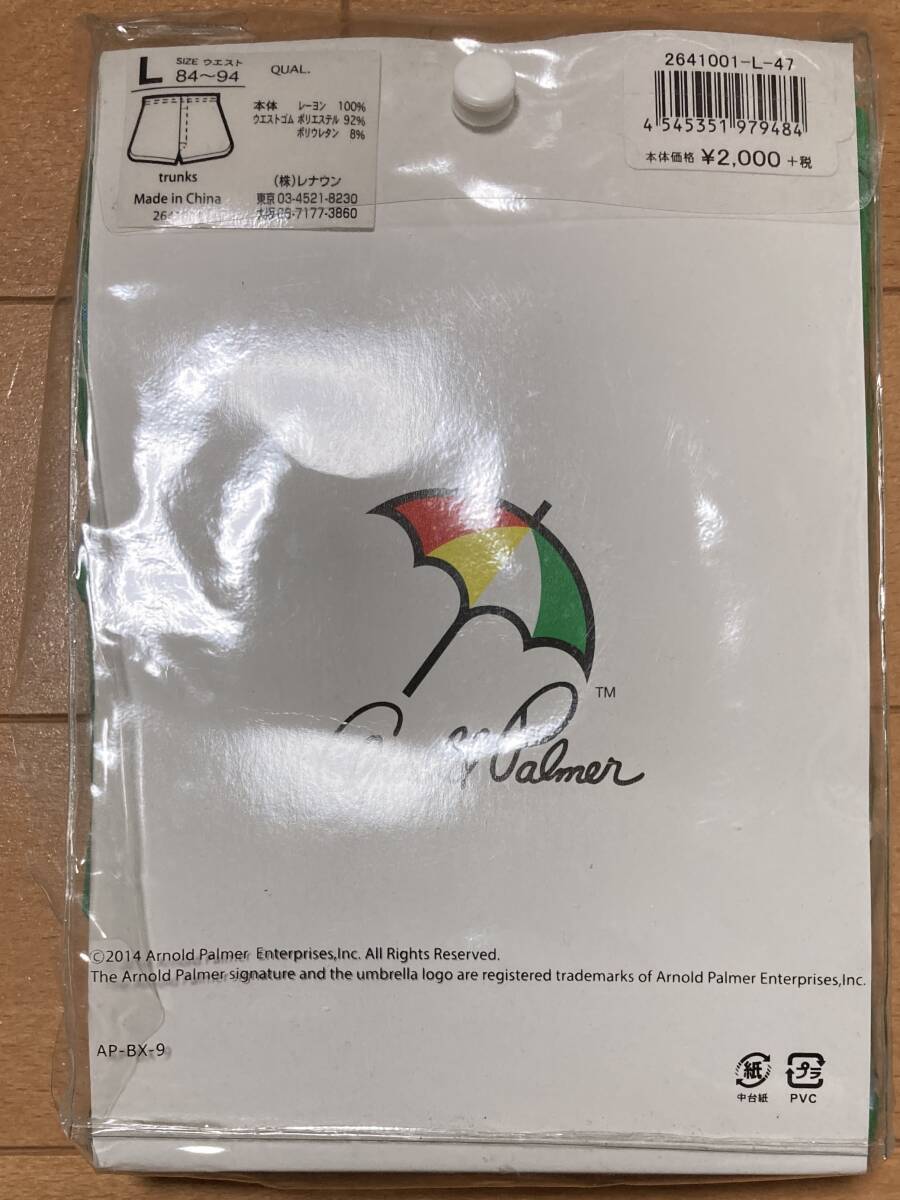 L SIZE ウエスト
84〜94
QUAL.
本体 レーヨン 100%
ウエストゴム ポリエステル 92%
ポリウレタン 8%
trunks
Made in China
(株)レナウン
東京 03-4521-8230
大坂 06-7177-3860
2641001-L-47
4 545351 979484
本体価格 ¥2,000 +税
TM
Palmer
©2014 Arnold Palmer Enterprises,Inc. All Rights Reserved.
The Arnold Palmer signature and the umbrella logo are registered trademarks of Arnold Palmer Enterprises,Inc.
AP-BX-9
紙
中台紙
プラ
PVC